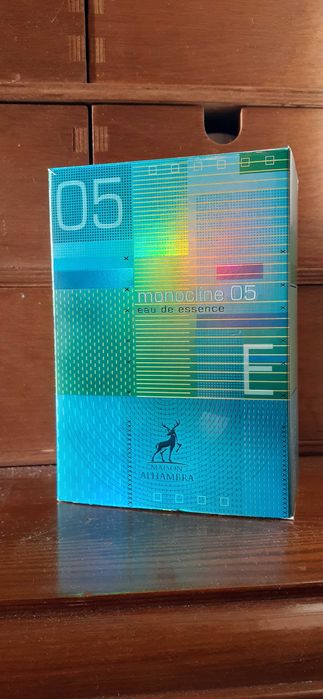 05
monocline 05
eau de essence
E
MAISON
ALHAMBRA